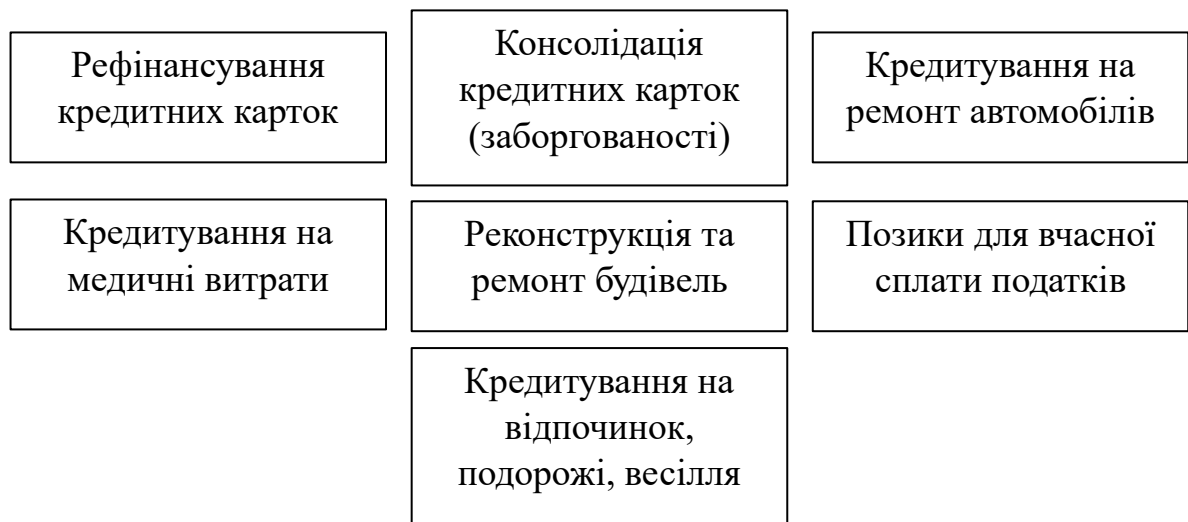 Рефінансування
кредитних карток
Консолідація
кредитних карток
(заборгованості)
Кредитування на
ремонт автомобілів
Кредитування на
медичні витрати
Реконструкція та
ремонт будівель
Позики для вчасної
сплати податків
Кредитування на
відпочинок,
подорожі, весілля